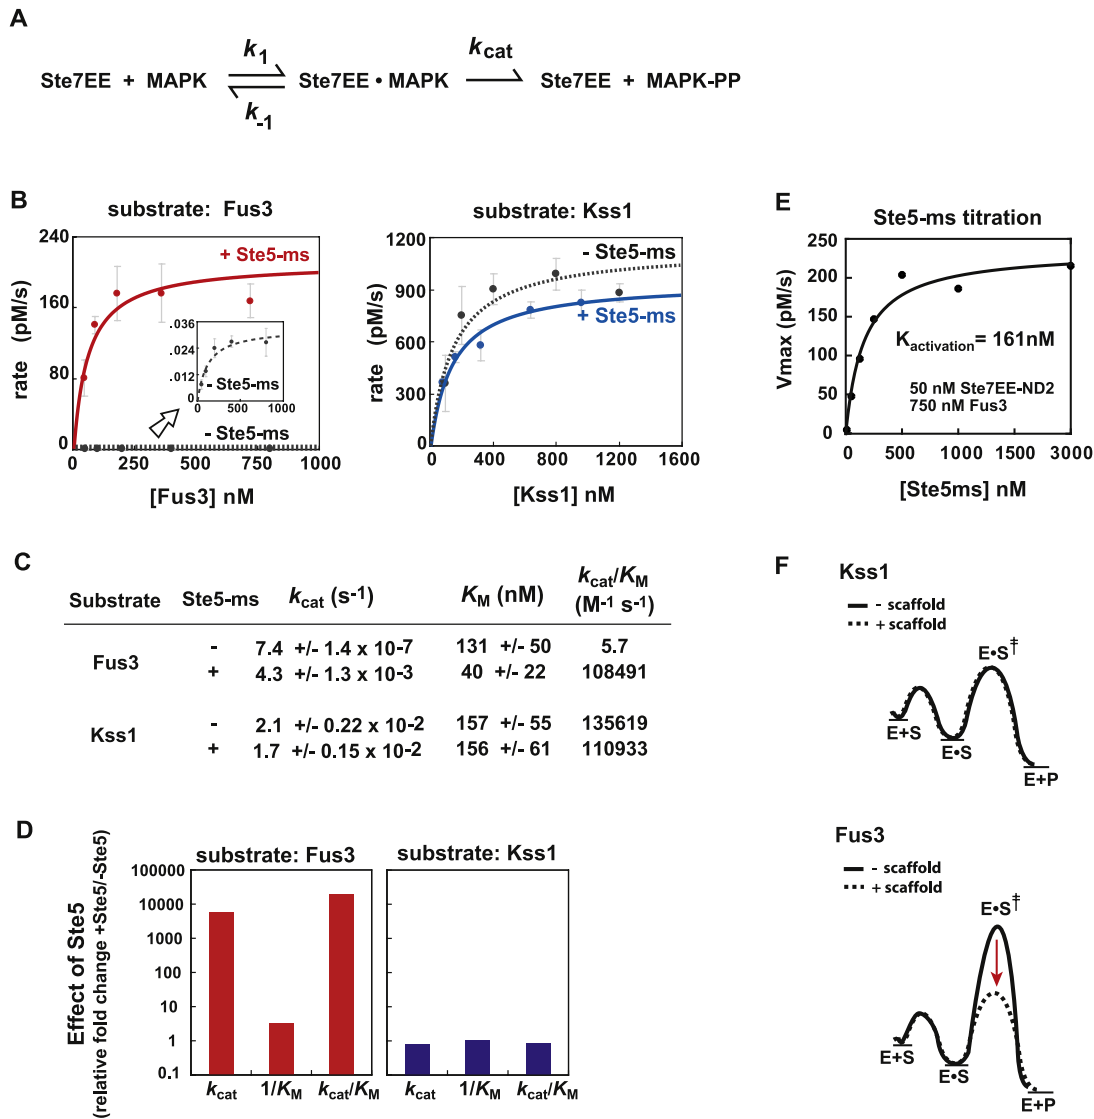 A
k1
kcat
Ste7EE + MAPK
Ste7EE • MAPK
Ste7EE + MAPK-PP
k-1
B
substrate: Fus3
240
160
80
0
rate (pM/s)
+ Ste5-ms
.036
.024
.012
0
- Ste5-ms
0 400 1000
- Ste5-ms
0 250 500 750 1000
[Fus3] nM
substrate: Kss1
1200
900
600
300
0
rate (pM/s)
- Ste5-ms
+ Ste5-ms
0 400 800 1200 1600
[Kss1] nM
E
Ste5-ms titration
250
200
150
100
50
0
Vmax (pM/s)
Kactivation = 161nM
50 nM Ste7EE-ND2
750 nM Fus3
0 1000 2000 3000
[Ste5ms] nM
C
Substrate Ste5-ms kcat (s-1) KM (nM) kcat/KM (M-1 s-1)
Fus3
- 7.4 +/- 1.4 x 10-7 131 +/- 50 5.7
+ 4.3 +/- 1.3 x 10-3 40 +/- 22 108491
Kss1
- 2.1 +/- 0.22 x 10-2 157 +/- 55 135619
+ 1.7 +/- 0.15 x 10-2 156 +/- 61 110933
D
Effect of Ste5
(relative fold change +Ste5/-Ste5)
substrate: Fus3
substrate: Kss1
100000
10000
1000
100
10
1
0.1
kcat 1/KM kcat/KM
kcat 1/KM kcat/KM
F
Kss1
- scaffold
+ scaffold
E•S‡
E+S
E•S
E+P
Fus3
- scaffold
+ scaffold
E•S‡
E+S
E•S
E+P